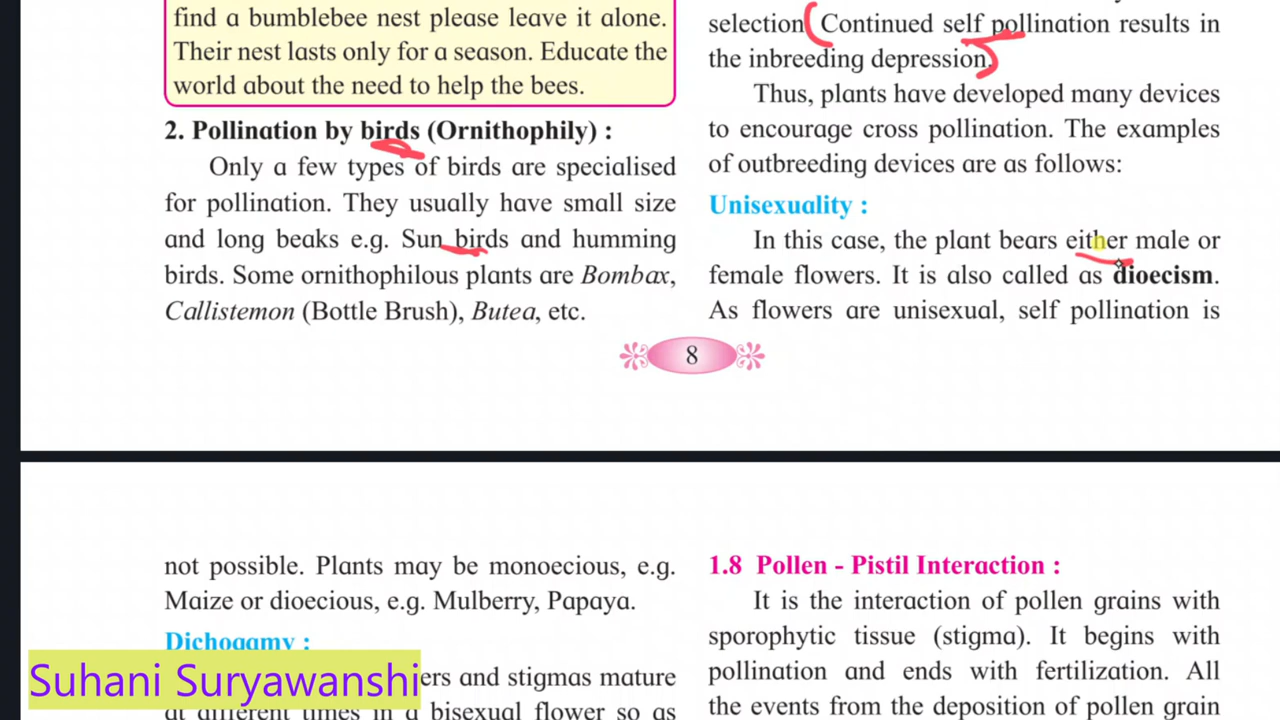 find a bumblebee nest please leave it alone.
Their nest lasts only for a season. Educate the
world about the need to help the bees.
2. Pollination by birds (Ornithophily) :
Only a few types of birds are specialised
for pollination. They usually have small size
and long beaks e.g. Sun birds and humming
birds. Some ornithophilous plants are Bombax,
Callistemon (Bottle Brush), Butea, etc.
selection. Continued self pollination results in
the inbreeding depression.
Thus, plants have developed many devices
to encourage cross pollination. The examples
of outbreeding devices are as follows:
Unisexuality :
In this case, the plant bears either male or
female flowers. It is also called as dioecism.
As flowers are unisexual, self pollination is
8
not possible. Plants may be monoecious, e.g.
Maize or dioecious, e.g. Mulberry, Papaya.
Dichogamy :
ers and stigmas mature
at different times in a bisexual flower so as
1.8 Pollen - Pistil Interaction :
It is the interaction of pollen grains with
sporophytic tissue (stigma). It begins with
pollination and ends with fertilization. All
the events from the deposition of pollen grain
Suhani Suryawanshi